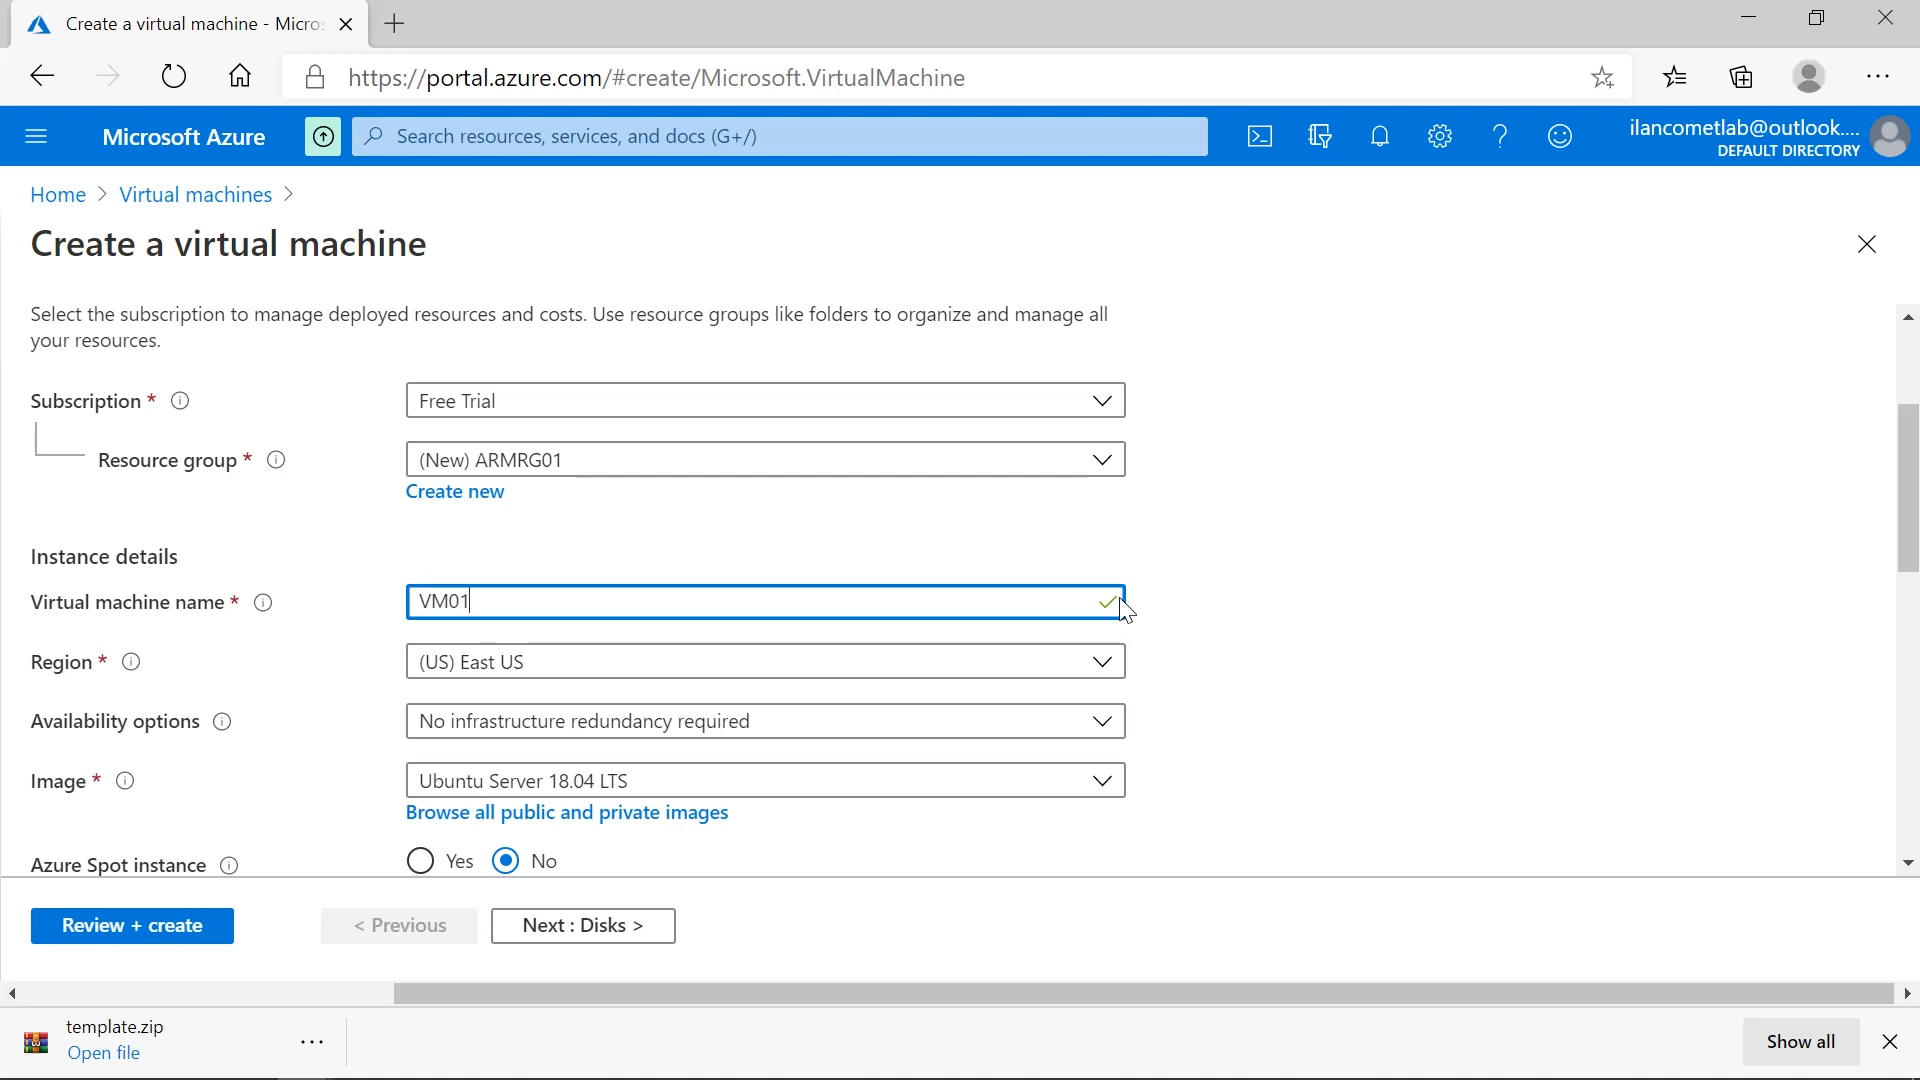 Create a virtual machine - Micros
https://portal.azure.com/#create/Microsoft.VirtualMachine
Microsoft Azure
Search resources, services, and docs (G+/)
ilancometlab@outlook....
DEFAULT DIRECTORY
Home > Virtual machines >
Create a virtual machine
Select the subscription to manage deployed resources and costs. Use resource groups like folders to organize and manage all
your resources.
Subscription *
Free Trial
Resource group *
(New) ARMRG01
Create new
Instance details
Virtual machine name *
VM01
Region *
(US) East US
Availability options
No infrastructure redundancy required
Image *
Ubuntu Server 18.04 LTS
Browse all public and private images
Azure Spot instance
Yes No
Review + create
< Previous
Next : Disks >
template.zip
Open file
Show all